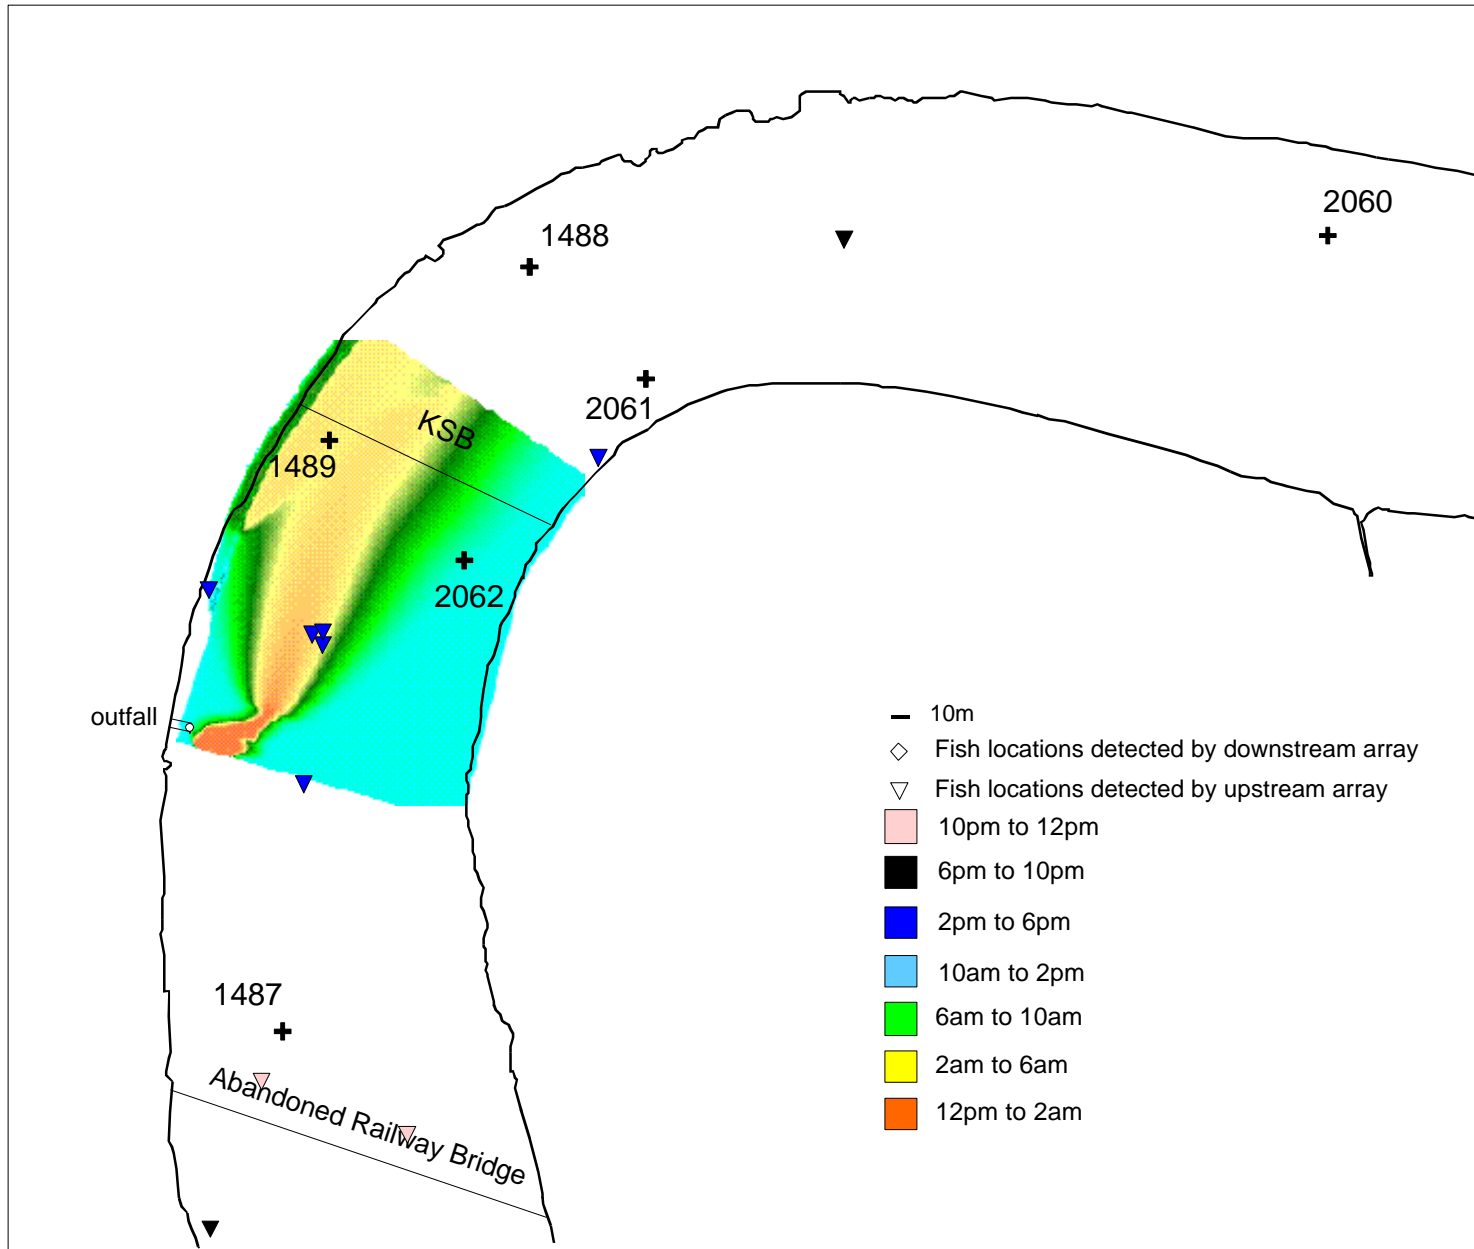 2060
1488
2061
KSB
1489
2062
outfall
10m
Fish locations detected by downstream array
Fish locations detected by upstream array
10pm to 12pm
6pm to 10pm
2pm to 6pm
10am to 2pm
6am to 10am
2am to 6am
12pm to 2am
1487
Abandoned Railway Bridge